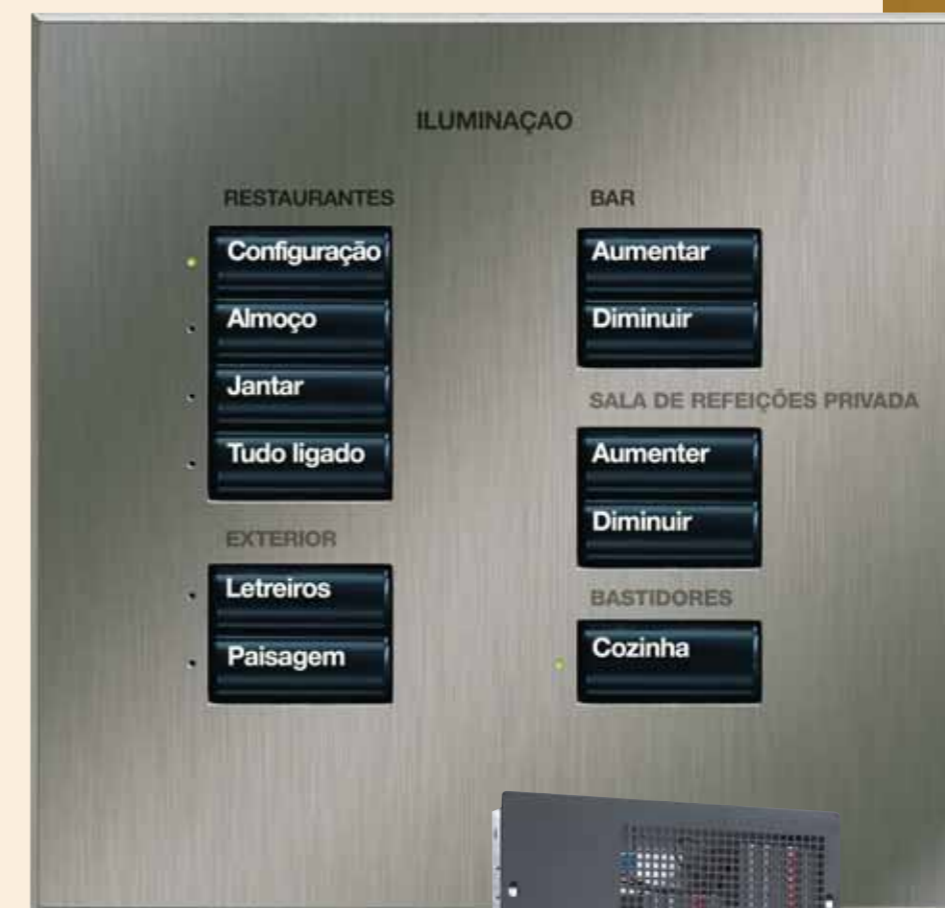 ILUMINAÇAO
RESTAURANTES
Configuração
Almoço
Jantar
Tudo ligado
EXTERIOR
Letreiros
Paisagem
BAR
Aumentar
Diminuir
SALA DE REFEIÇÕES PRIVADA
Aumenter
Diminuir
BASTIDORES
Cozinha